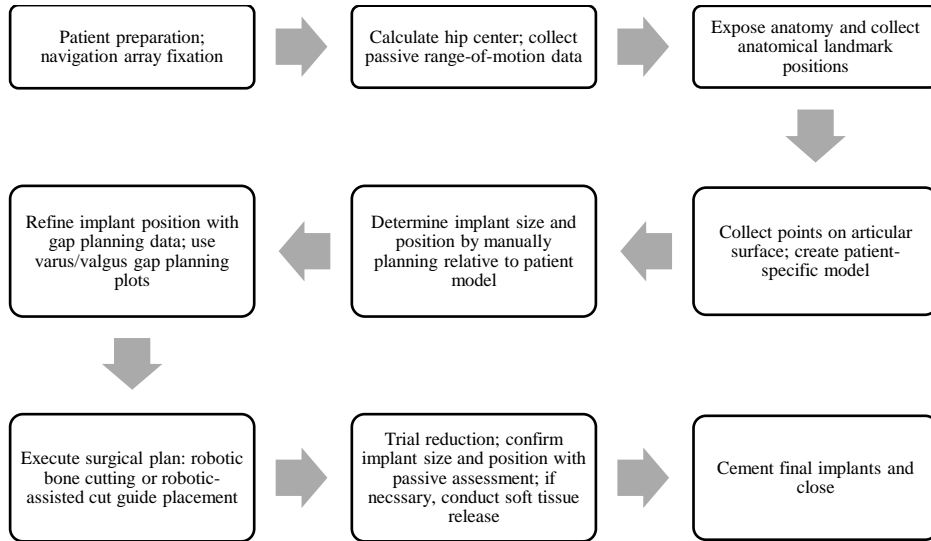 Patient preparation;
navigation array fixation
Calculate hip center; collect
passive range-of-motion data
Expose anatomy and collect
anatomical landmark
positions
Collect points on articular
surface; create patient-
specific model
Determine implant size and
position by manually
planning relative to patient
model
Refine implant position with
gap planning data; use
varus/valgus gap planning
plots
Execute surgical plan: robotic
bone cutting or robotic-
assisted cut guide placement
Trial reduction; confirm
implant size and position with
passive assessment; if
necssary, conduct soft tissue
release
Cement final implants and
close